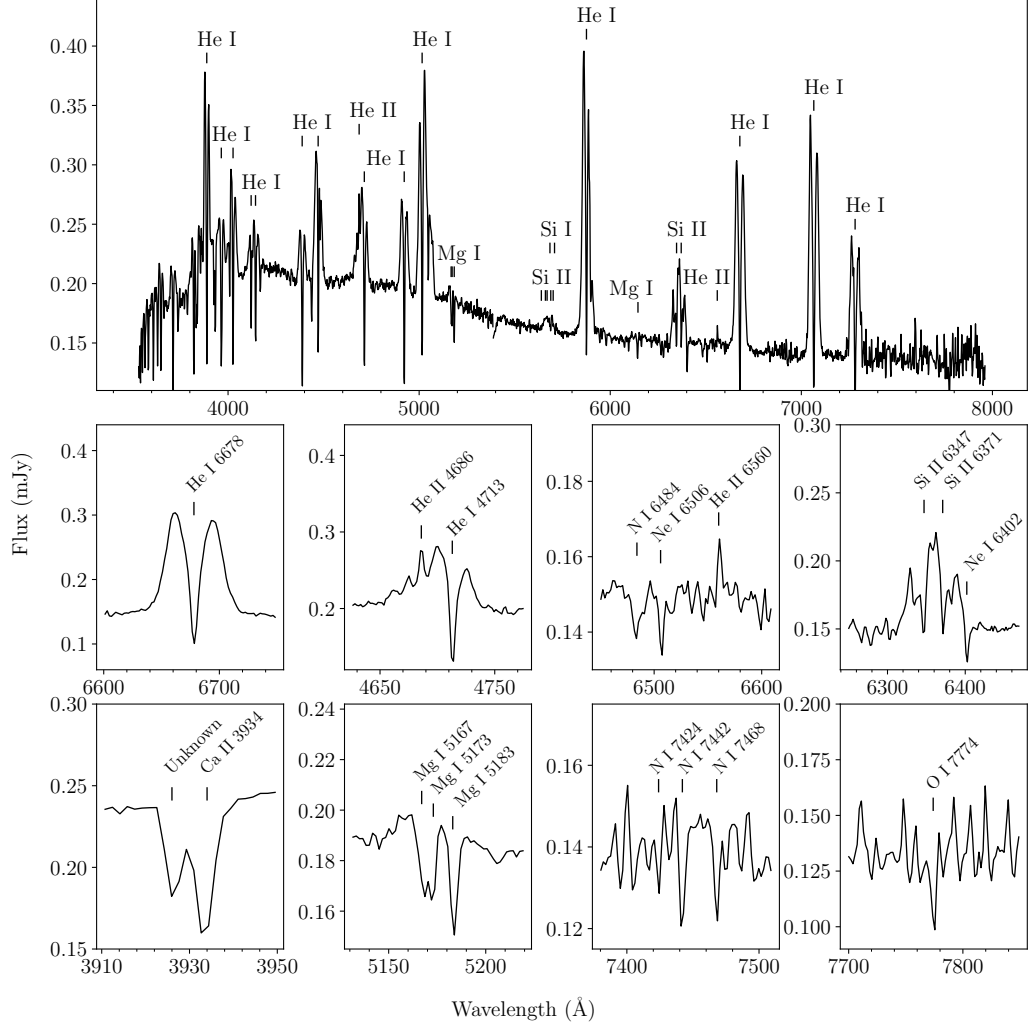 He I
0.40
He I
He I
0.35
He II
He I
He I
He I
He I
0.30
He I
He I
He I
0.25
Si I
Si II
Mg I
0.20
Si II
Mg I
He II
0.15
4000 5000 6000 7000 8000
Flux (mJy)
0.4
0.3
0.2
0.1
He I 6678
6600 6700
0.4
0.3
0.2
He II 4686
He I 4713
4650 4750
0.18
0.16
0.14
N I 6484
Ne I 6506
He II 6560
6500 6600
0.30
0.25
0.20
0.15
Si II 6347
Si II 6371
Ne I 6402
6300 6400
0.30
0.25
0.20
0.15
Unknown
Ca II 3934
3910 3930 3950
0.24
0.22
0.20
0.18
0.16
Mg I 5167
Mg I 5173
Mg I 5183
5150 5200
0.16
0.14
0.12
N I 7424
N I 7442
N I 7468
7400 7500
0.200
0.175
0.150
0.125
0.100
O I 7774
7700 7800
Wavelength (Å)